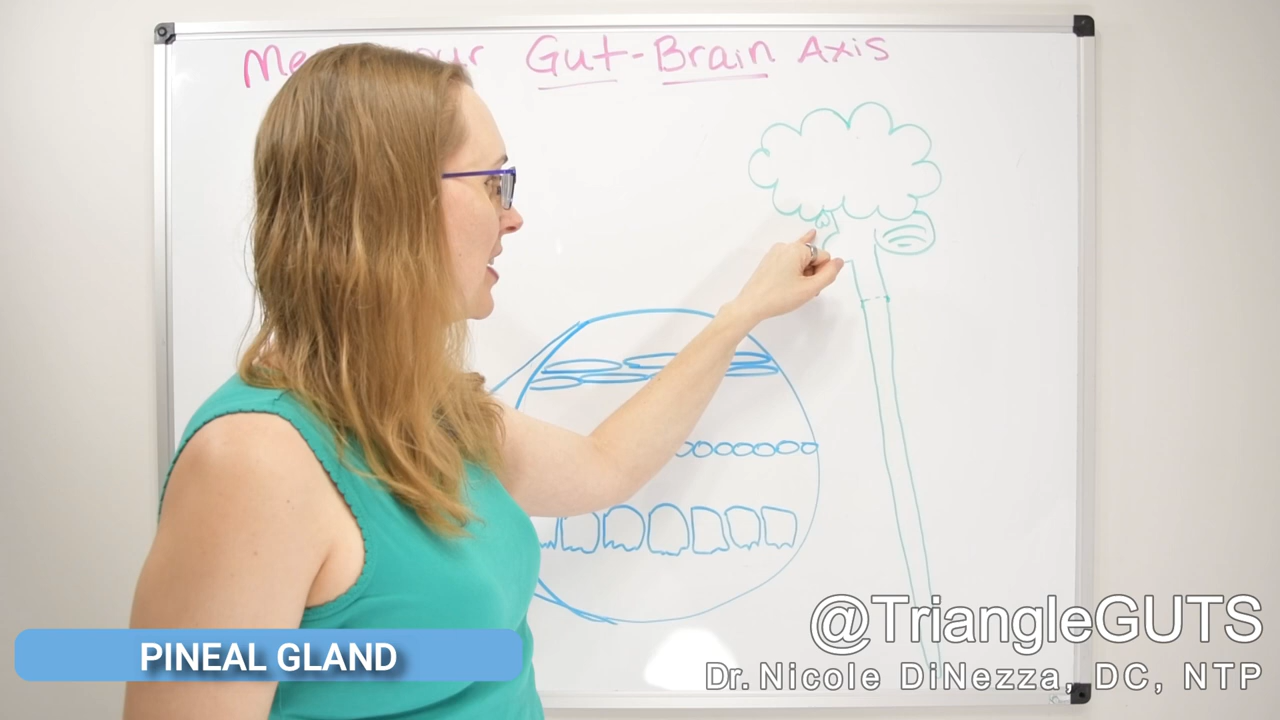 Gut-Brain Axis
PINEAL GLAND
@TriangleGUTS
Dr. Nicole DiNezza, DC, NTP